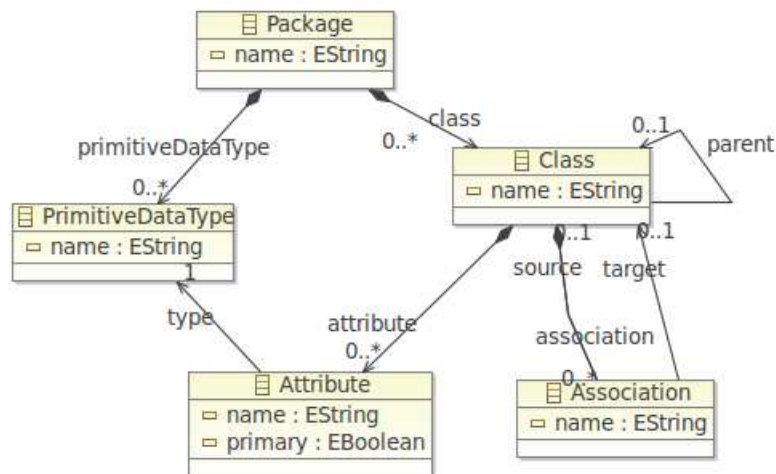 Package
name : EString
class
0..*
primitiveDataType
0..*
0..1
parent
Class
name : EString
PrimitiveDataType
name : EString
1
type
0..1
0..1
source
target
attribute
0..*
association
0..*
Attribute
name : EString
primary : EBoolean
Association
name : EString